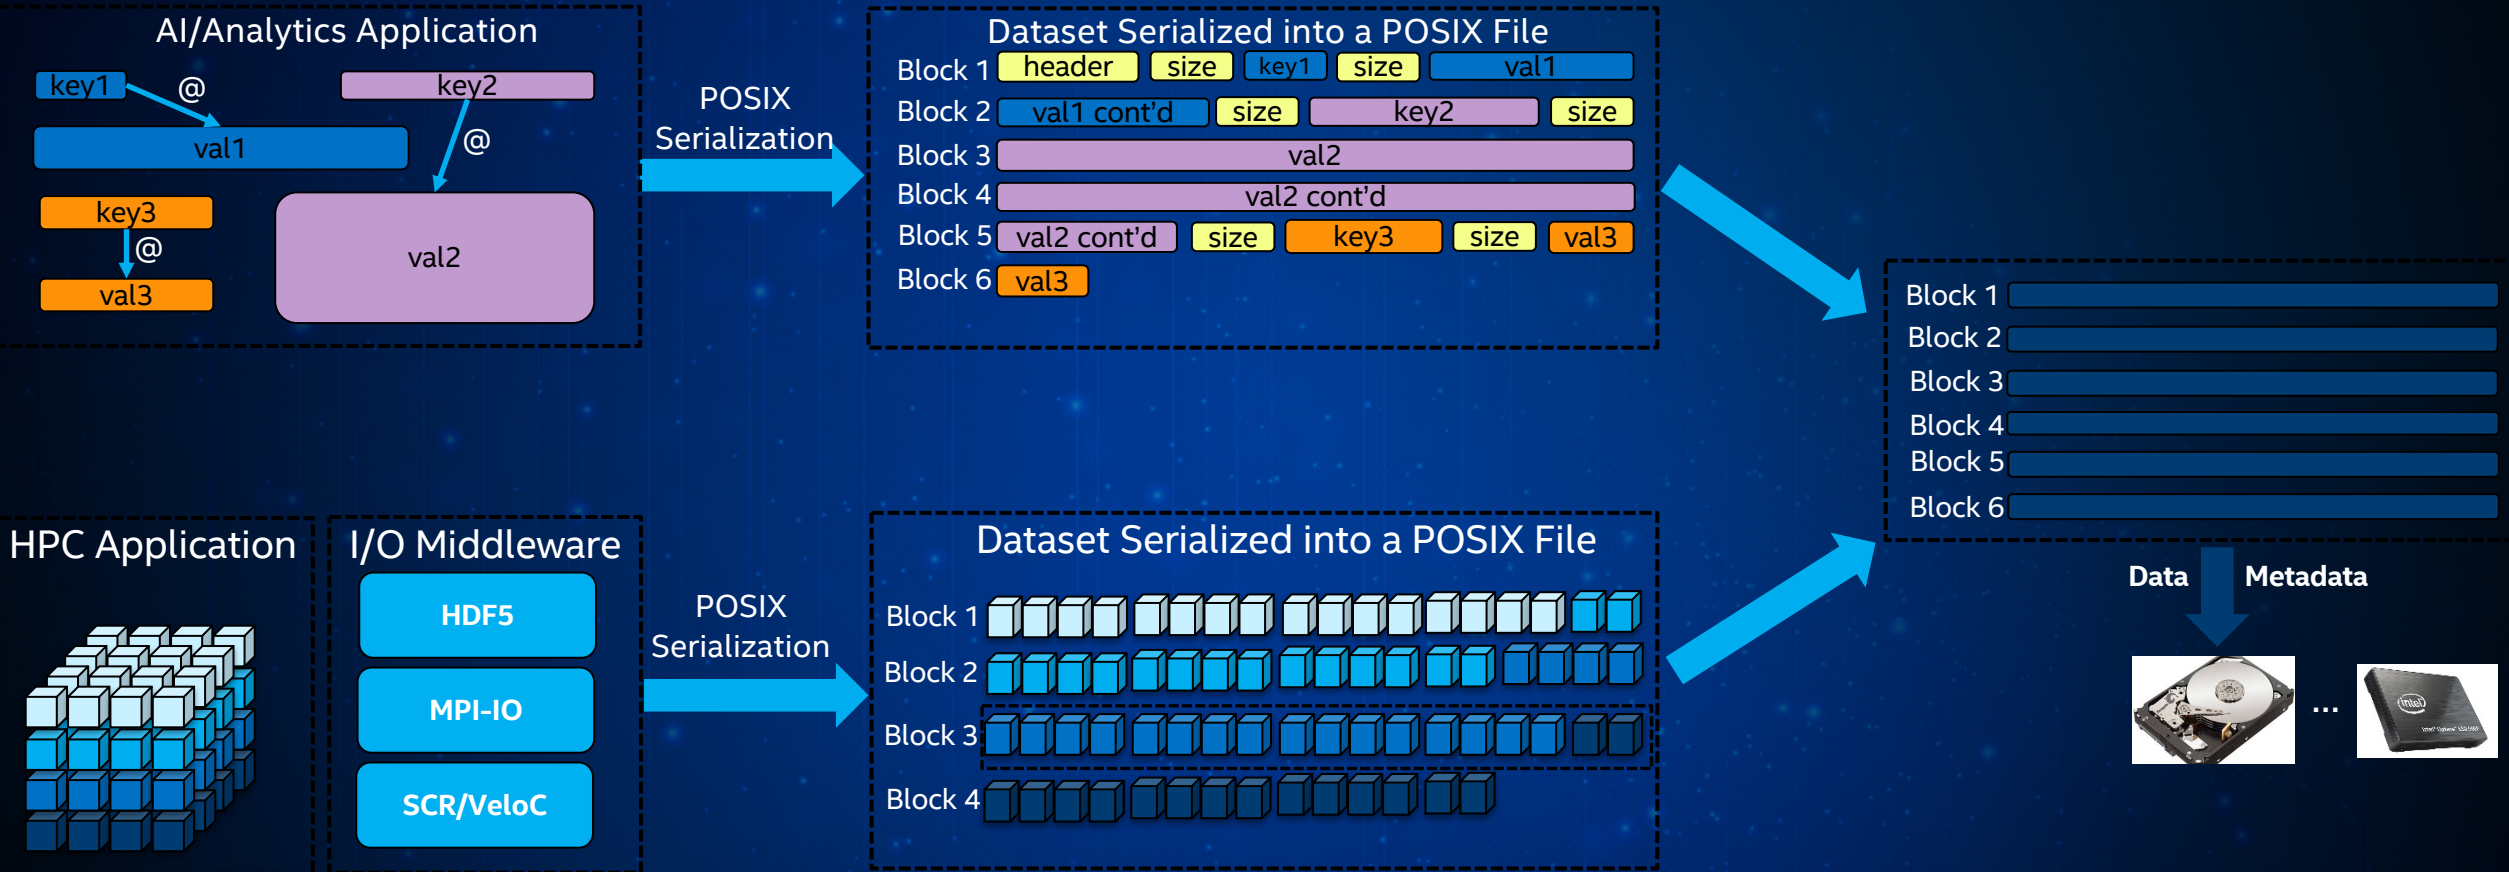 AI/Analytics Application
key1
@
key2
val1
@
key3
@
val2
val3
POSIX
Serialization
Dataset Serialized into a POSIX File
Block 1 header size key1 size val1
Block 2 val1 cont’d size key2 size
Block 3 val2
Block 4 val2 cont’d
Block 5 val2 cont’d size key3 size val3
Block 6 val3
Block 1
Block 2
Block 3
Block 4
Block 5
Block 6
Data
Metadata
...
intel
HPC Application
I/O Middleware
HDF5
MPI-IO
SCR/VeloC
POSIX
Serialization
Dataset Serialized into a POSIX File
Block 1
Block 2
Block 3
Block 4